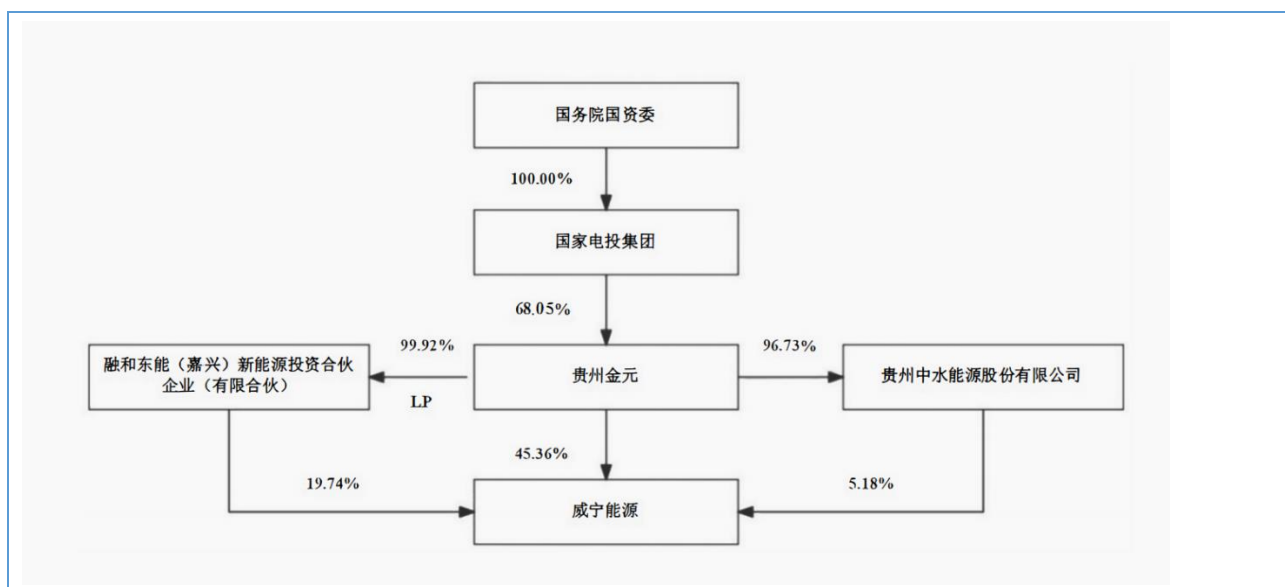 国务院国资委
100.00%
国家电投集团
68.05%
99.92%
96.73%
融和东能（嘉兴）新能源投资合伙
企业（有限合伙）
贵州金元
贵州中水能源股份有限公司
LP
45.36%
19.74%
5.18%
威宁能源